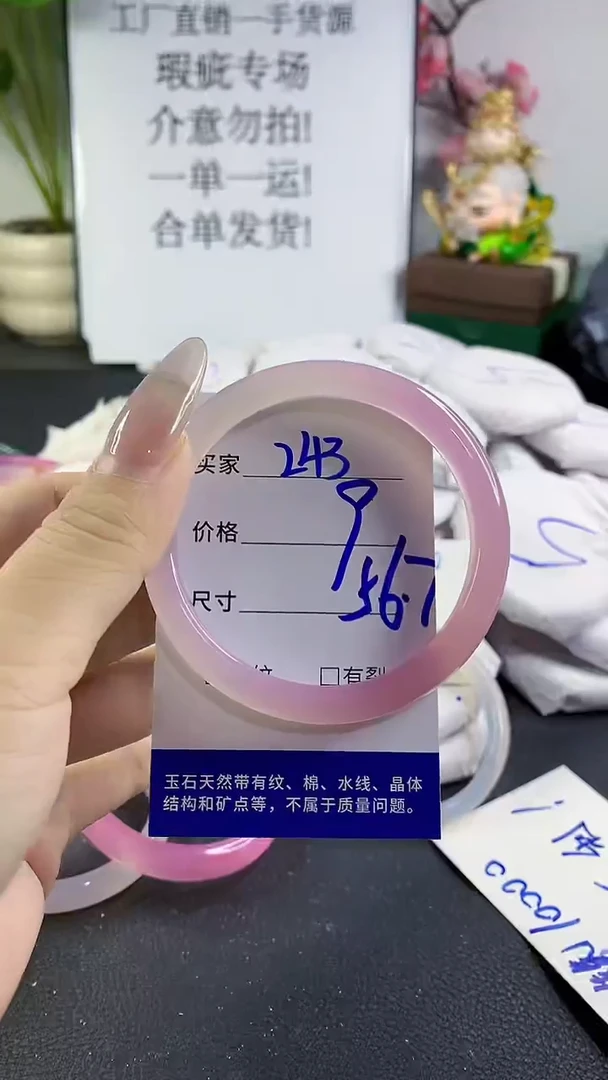 工厂直销一手货源
瑕疵专场
介意勿拍!
一单一运!
合单发货!
买家 243
价格 9
尺寸 56.7
纹 □有裂
玉石天然带有纹、棉、水线、晶体
结构和矿点等，不属于质量问题。
10000